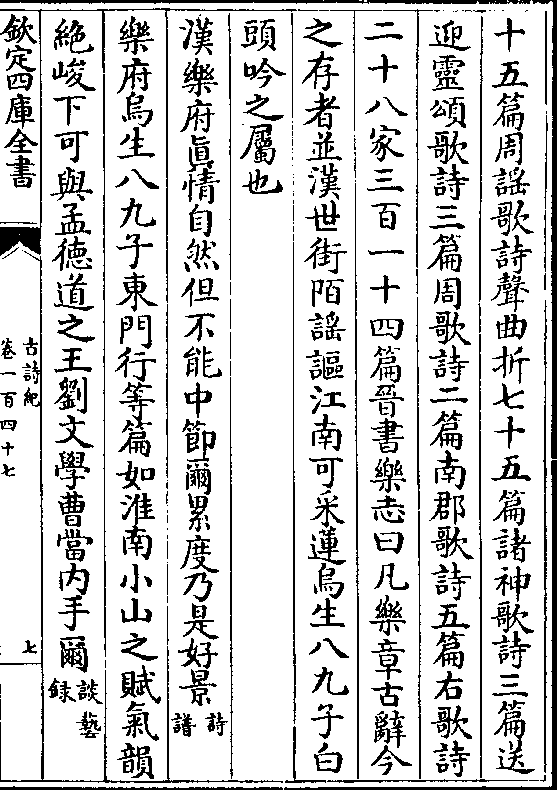 十五篇周謡歌詩聲曲折七十五篇諸神歌詩三篇送
迎靈頌歌詩三篇周歌詩二篇南郡歌詩五篇右歌詩
二十八家三百一十四篇晉書樂志曰凡樂章古辭今
之存者並漢世街陌謡謳江南可采蓮烏生八九子白
頭吟之屬也
漢樂府眞情自然但不能中節爾累度乃是好景詩譜
樂府烏生八九子東門行等篇如淮南小山之賦氣韻
絶峻下可與孟德道之王劉文學曹當内手爾談藝録
欽定四庫全書
古詩紀
卷一百四十七
七